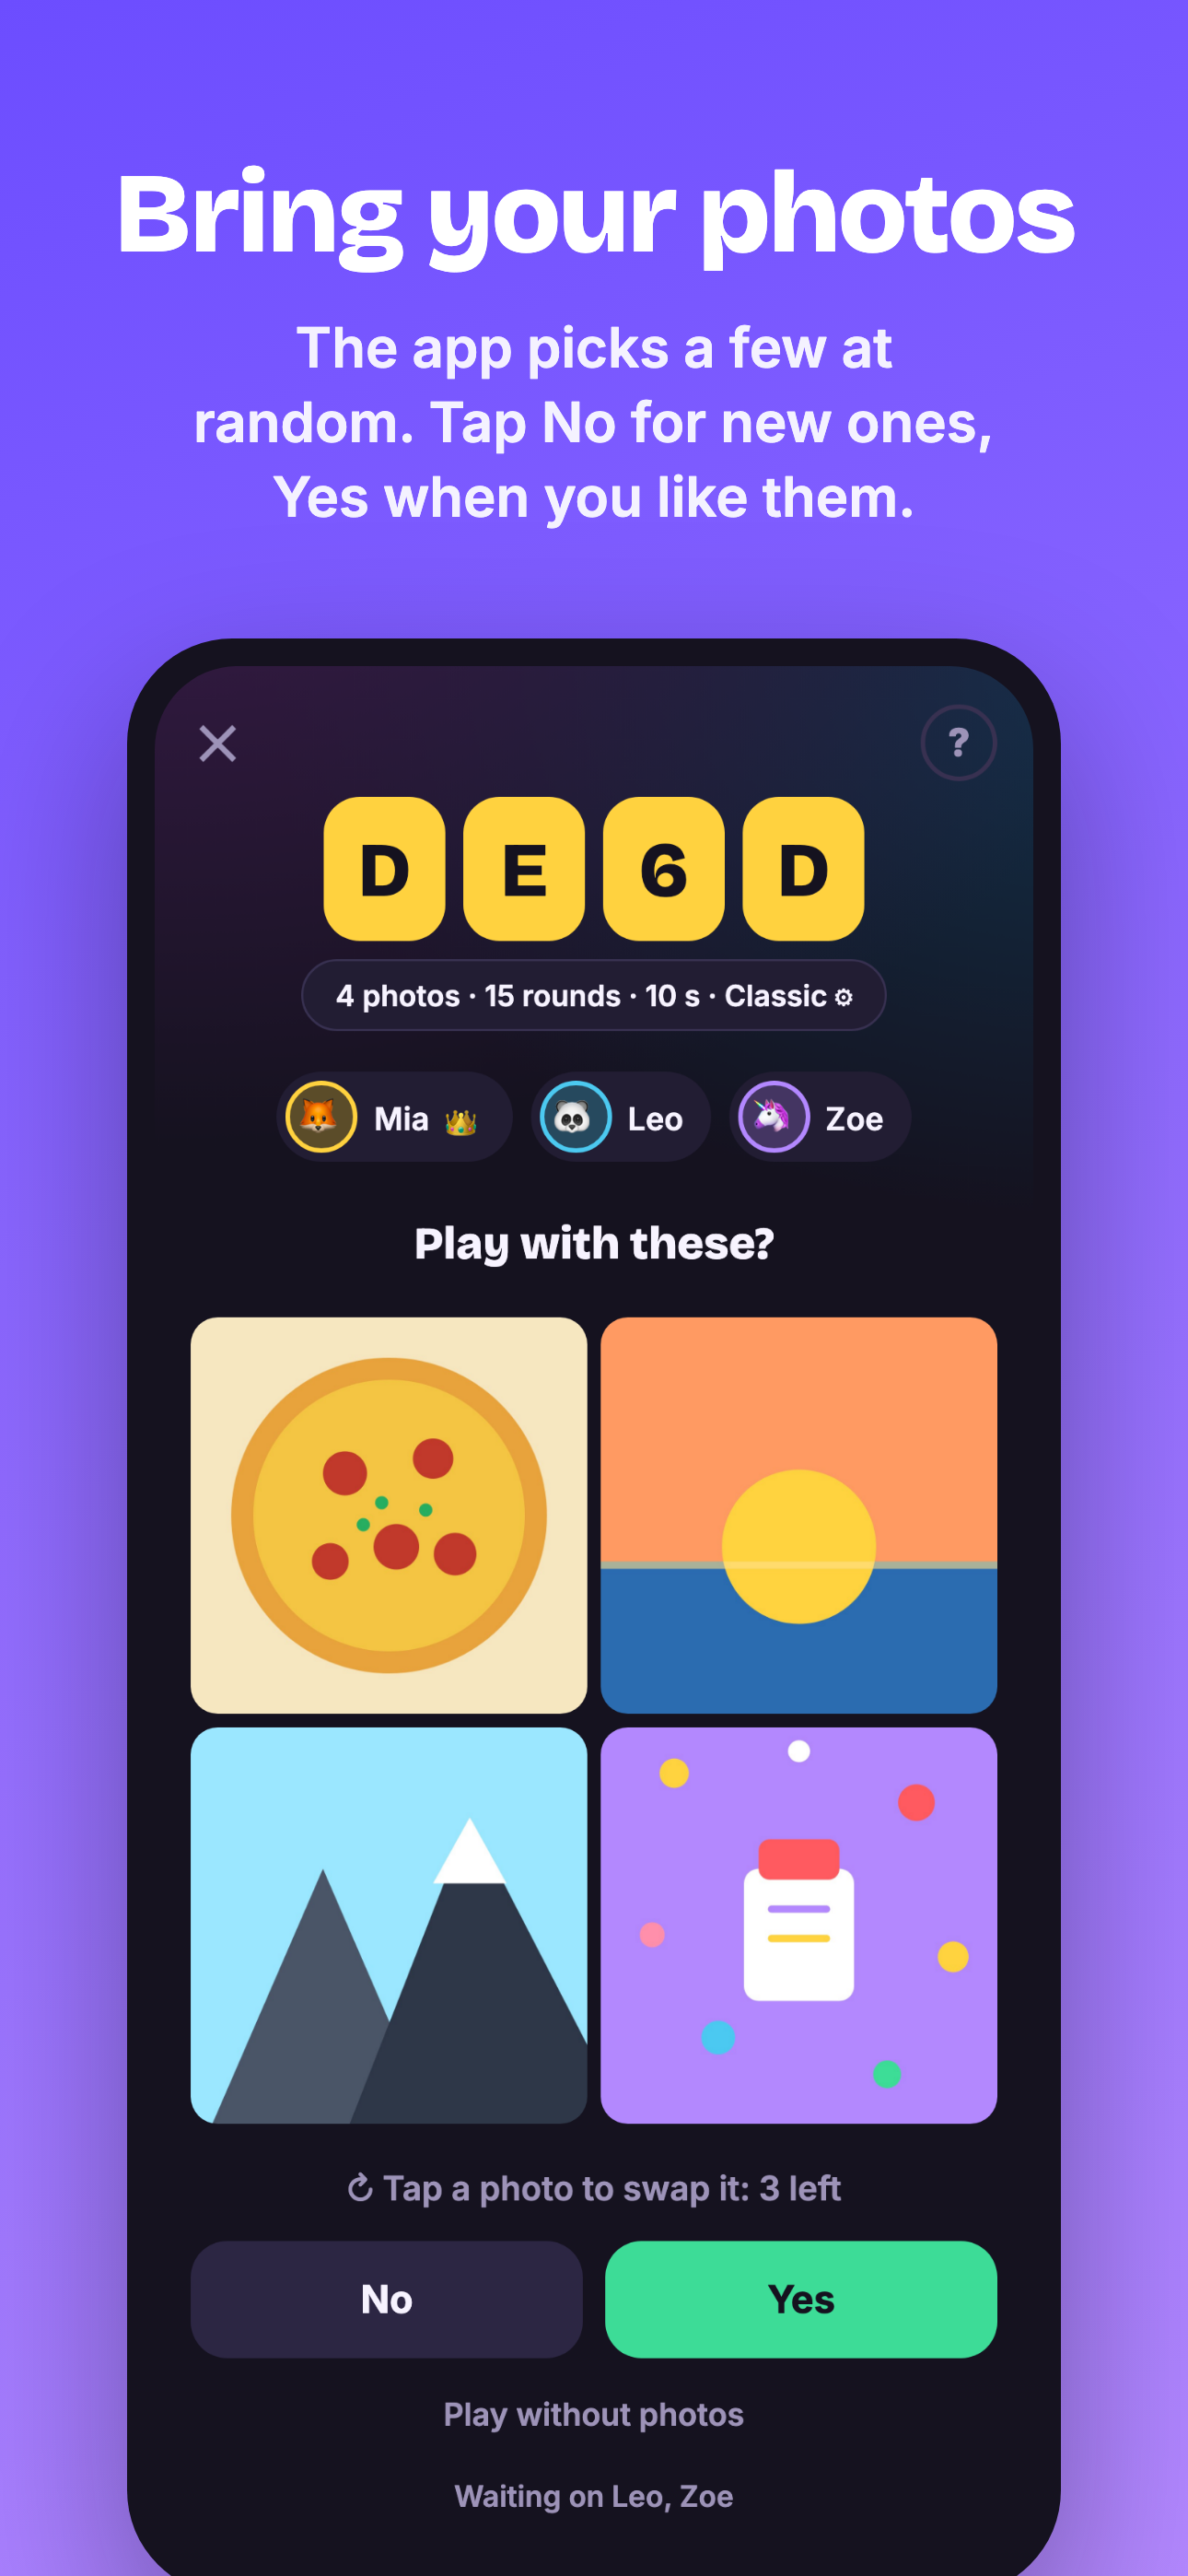 Bring your photos
The app picks a few at
random. Tap No for new ones,
Yes when you like them.
?
D E 6 D
4 photos · 15 rounds · 10 s · Classic ⚙
Mia 👑 Leo Zoe
Play with these?
↻ Tap a photo to swap it: 3 left
No Yes
Play without photos
Waiting on Leo, Zoe